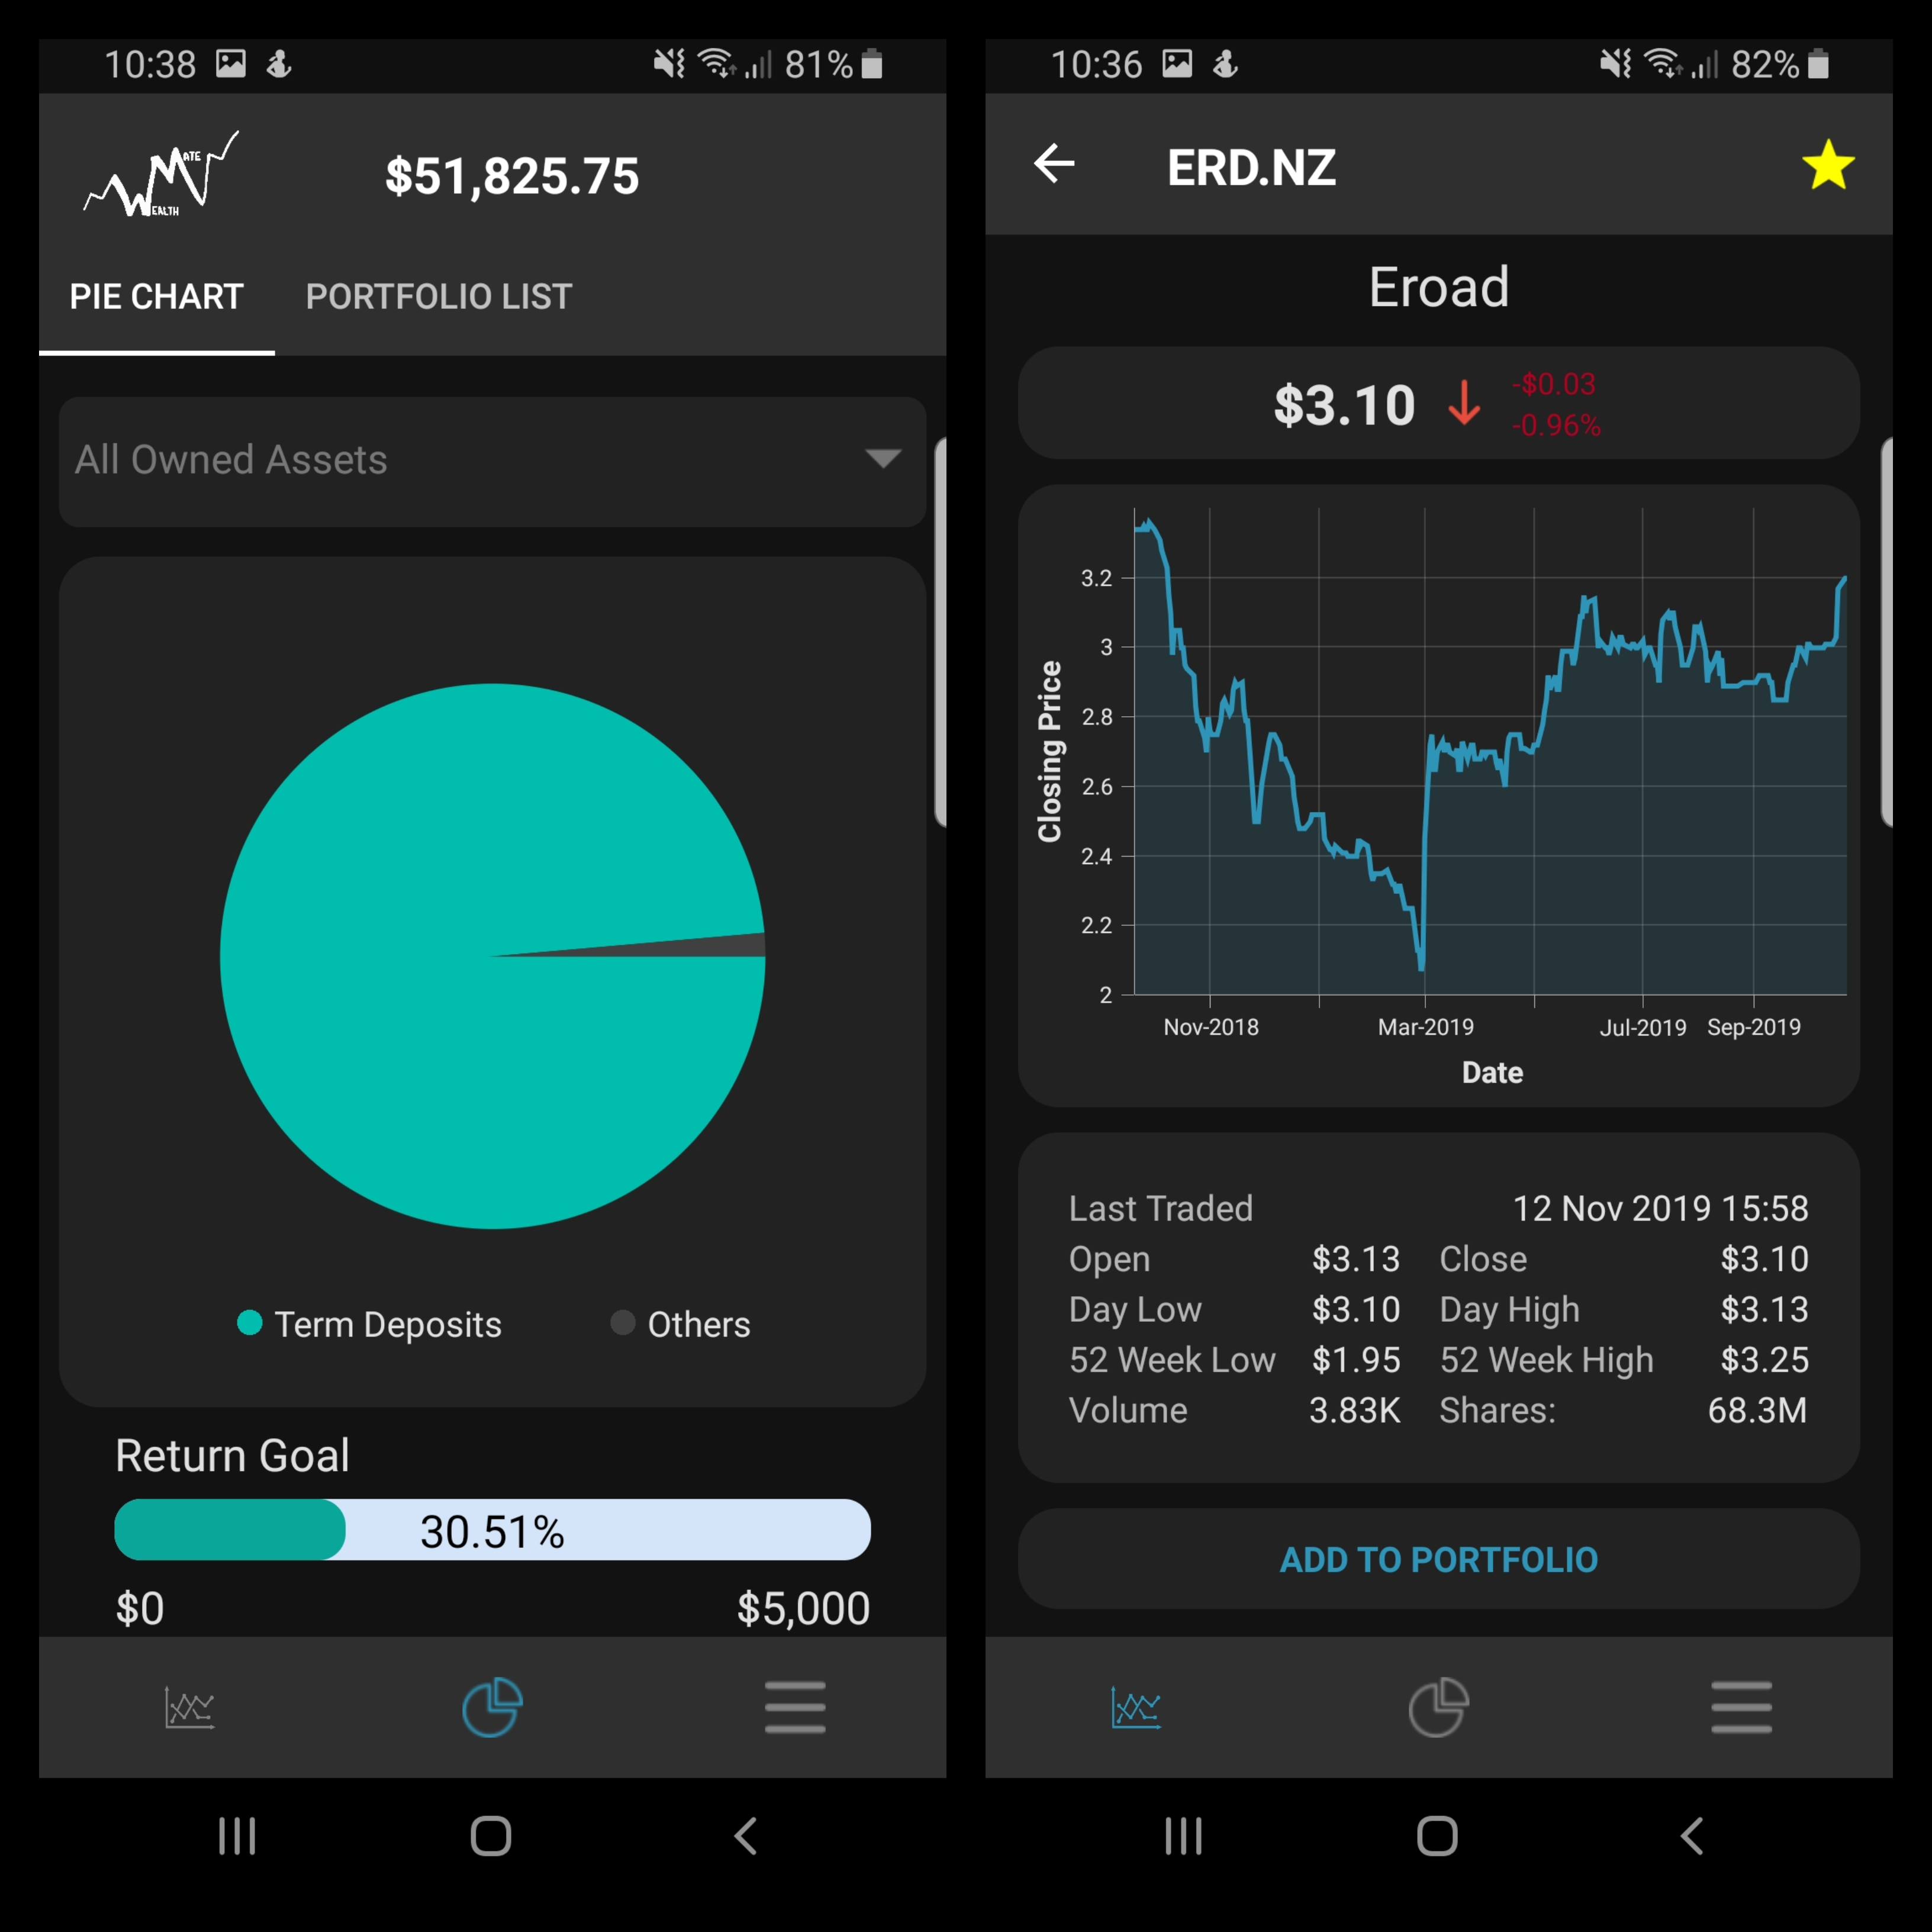 10:38
81%
WEALTH
MATE
$51,825.75
PIE CHART
PORTFOLIO LIST
All Owned Assets
Term Deposits
Others
Return Goal
30.51%
$0
$5,000
10:36
82%
ERD.NZ
Eroad
$3.10
-$0.03
-0.96%
Closing Price
3.2
3
2.8
2.6
2.4
2.2
2
Nov-2018 Mar-2019 Jul-2019 Sep-2019
Date
Last Traded 12 Nov 2019 15:58
Open $3.13 Close $3.10
Day Low $3.10 Day High $3.13
52 Week Low $1.95 52 Week High $3.25
Volume 3.83K Shares: 68.3M
ADD TO PORTFOLIO